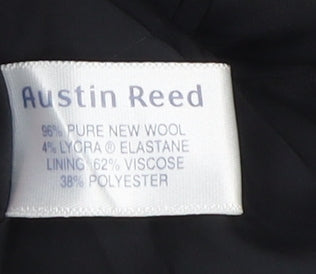 Austin Reed
96% PURE NEW WOOL
4% LYCRA ® ELASTANE
LINING: 62% VISCOSE
38% POLYESTER